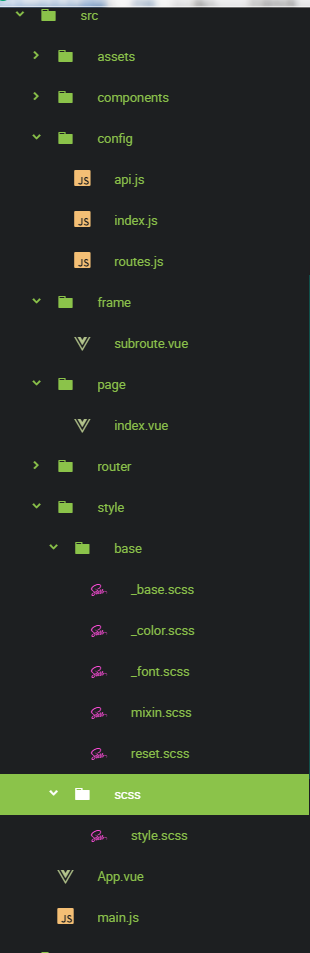 src
assets
components
config
JS api.js
JS index.js
JS routes.js
frame
subroute.vue
page
index.vue
router
style
base
_base.scss
_color.scss
_font.scss
mixin.scss
reset.scss
scss
style.scss
App.vue
JS main.js